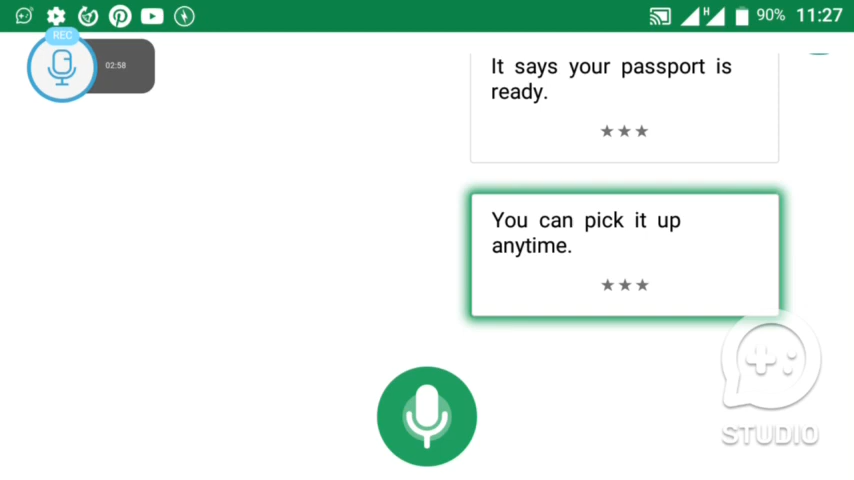 H 90% 11:27
REC
02:58
It says your passport is
ready.
★★★
You can pick it up
anytime.
★★★
STUDIO